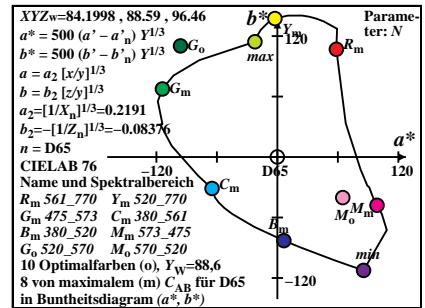 XYZw=84.1998 , 88.59 , 96.46
a* = 500 (a' – a'n) Y1/3
b* = 500 (b' – b'n) Y1/3
a = a2 [x/y]1/3
b = b2 [z/y]1/3
a2=[1/Xn]1/3=0.2191
b2=–[1/Zn]1/3=–0.08376
n = D65
CIELAB 76
Name und Spektralbereich
Rm 561_770 Ym 520_770
Gm 475_573 Cm 380_561
Bm 380_520 Mm 573_475
Go 520_570 Mo 570_520
10 Optimalfarben (o), YW=88,6
8 von maximalem (m) CAB für D65
in Buntheitsdiagram (a*, b*)
b*
Parame-
ter: N
Ym
120
Rm
Go
max
Gm
a*
–120
D65
120
Cm
Mo
Mm
Bm
min
–120